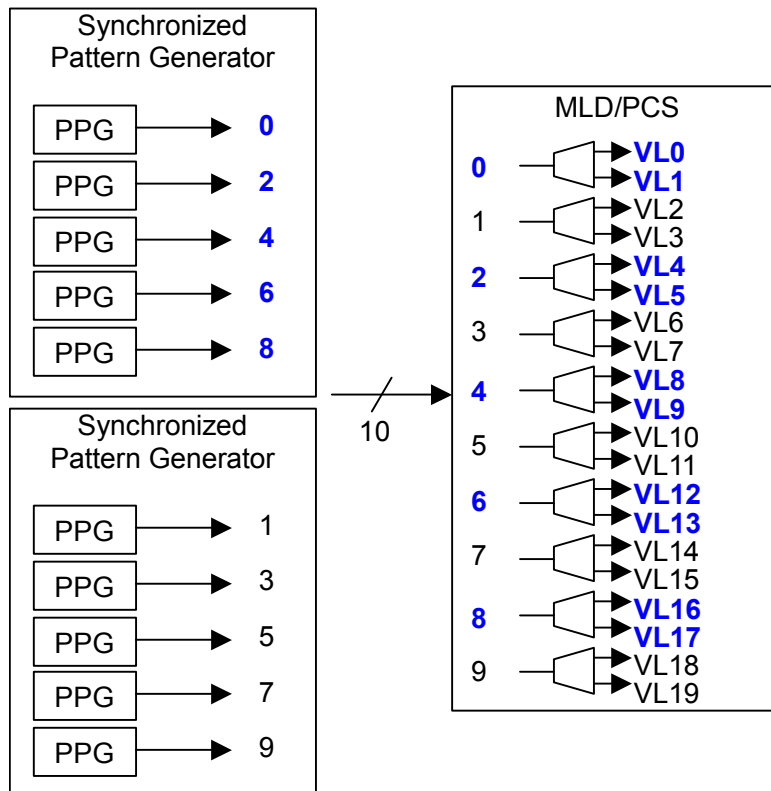 Synchronized
Pattern Generator
PPG 0
PPG 2
PPG 4
PPG 6
PPG 8
Synchronized
Pattern Generator
PPG 1
PPG 3
PPG 5
PPG 7
PPG 9
10
MLD/PCS
0 VL0
VL1
1 VL2
VL3
2 VL4
VL5
3 VL6
VL7
4 VL8
VL9
5 VL10
VL11
6 VL12
VL13
7 VL14
VL15
8 VL16
VL17
9 VL18
VL19